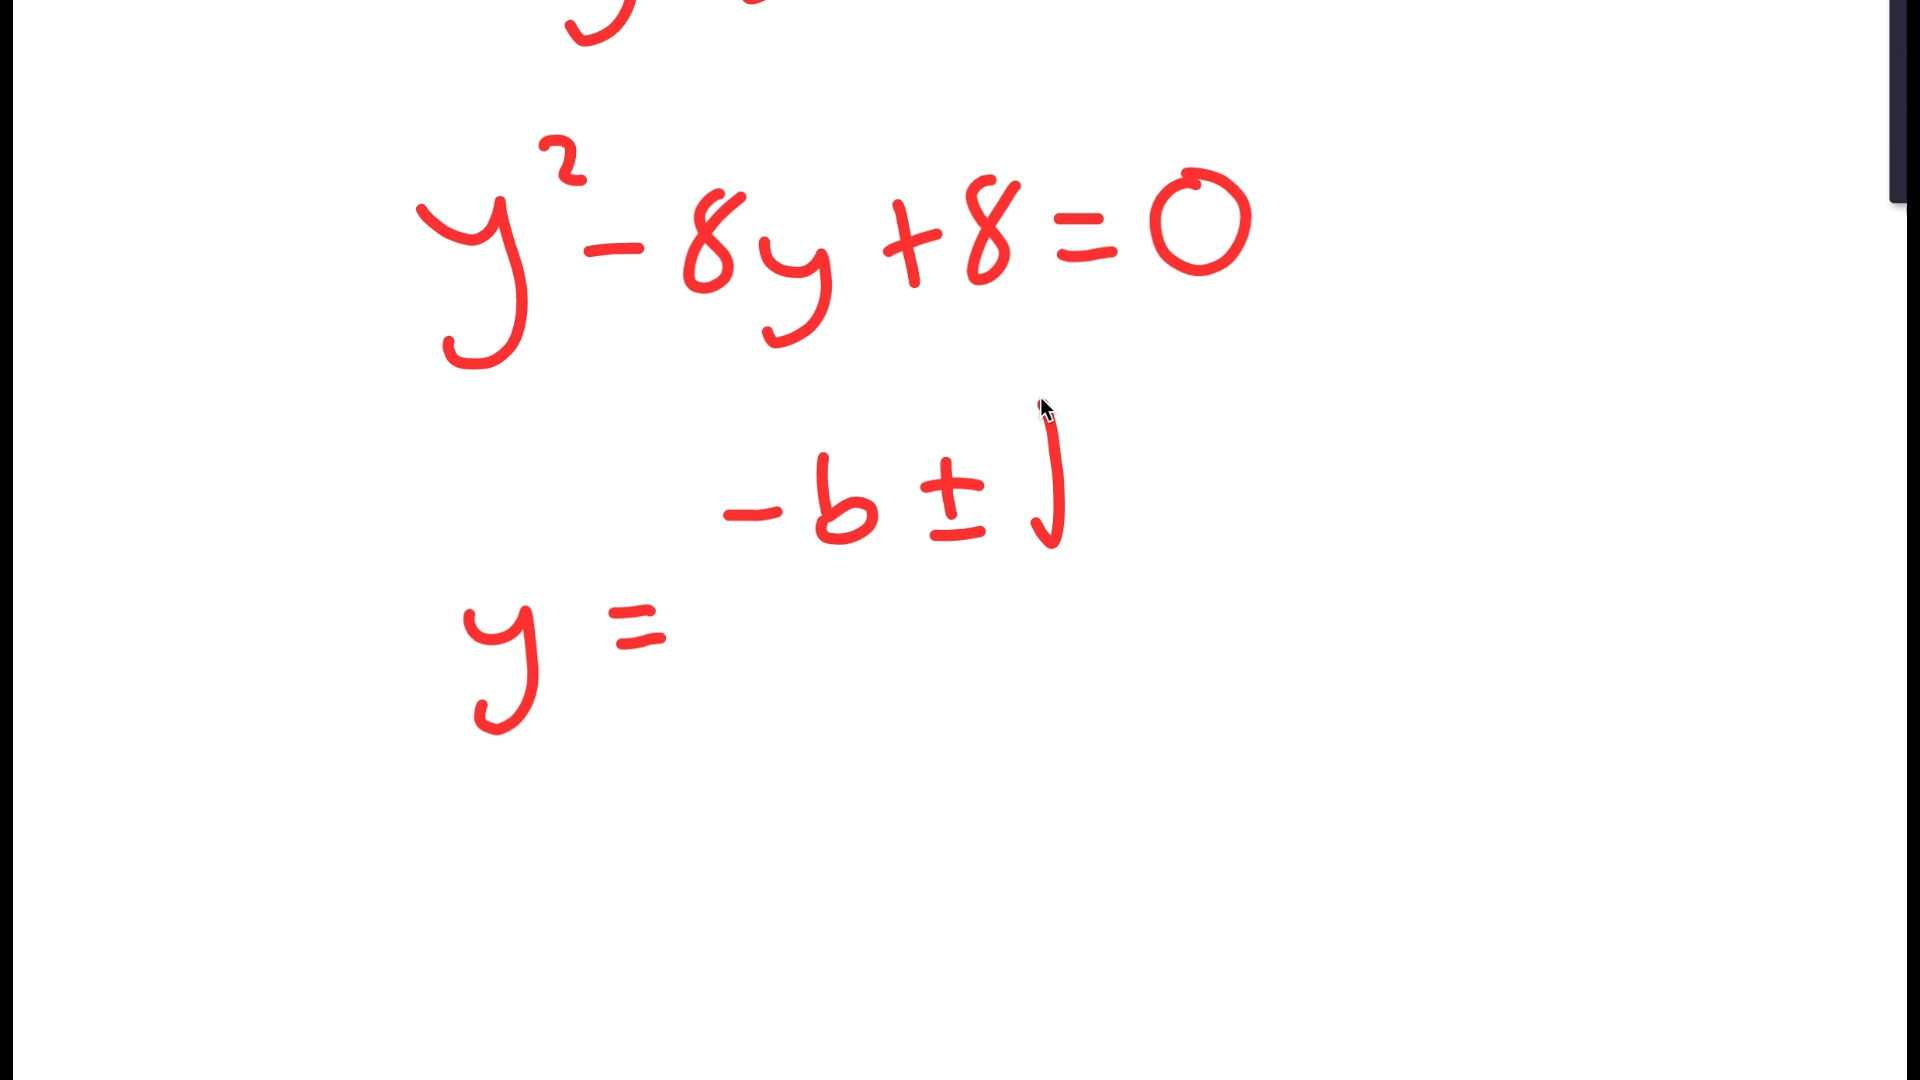 y² - 8y + 8 = 0
-b ± √
y =